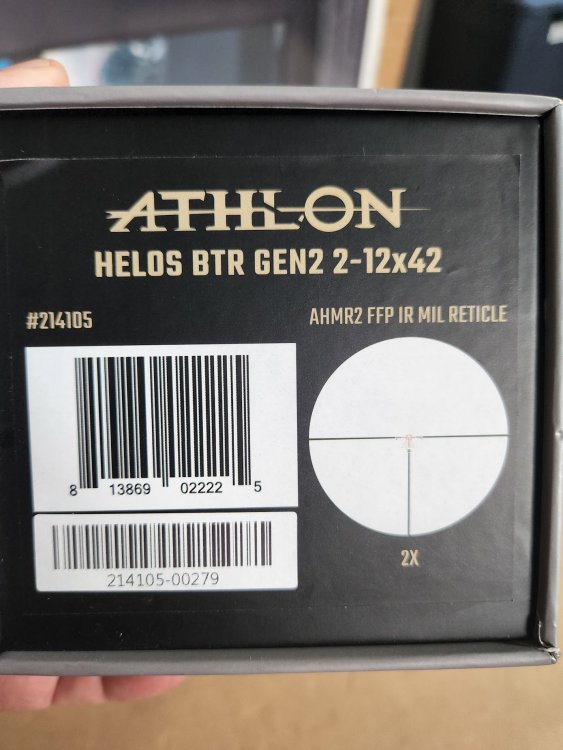 ATHLON
HELOS BTR GEN2 2-12x42
#214105
AHMR2 FFP IR MIL RETICLE
8 13869 02222 5
214105-00279
2X